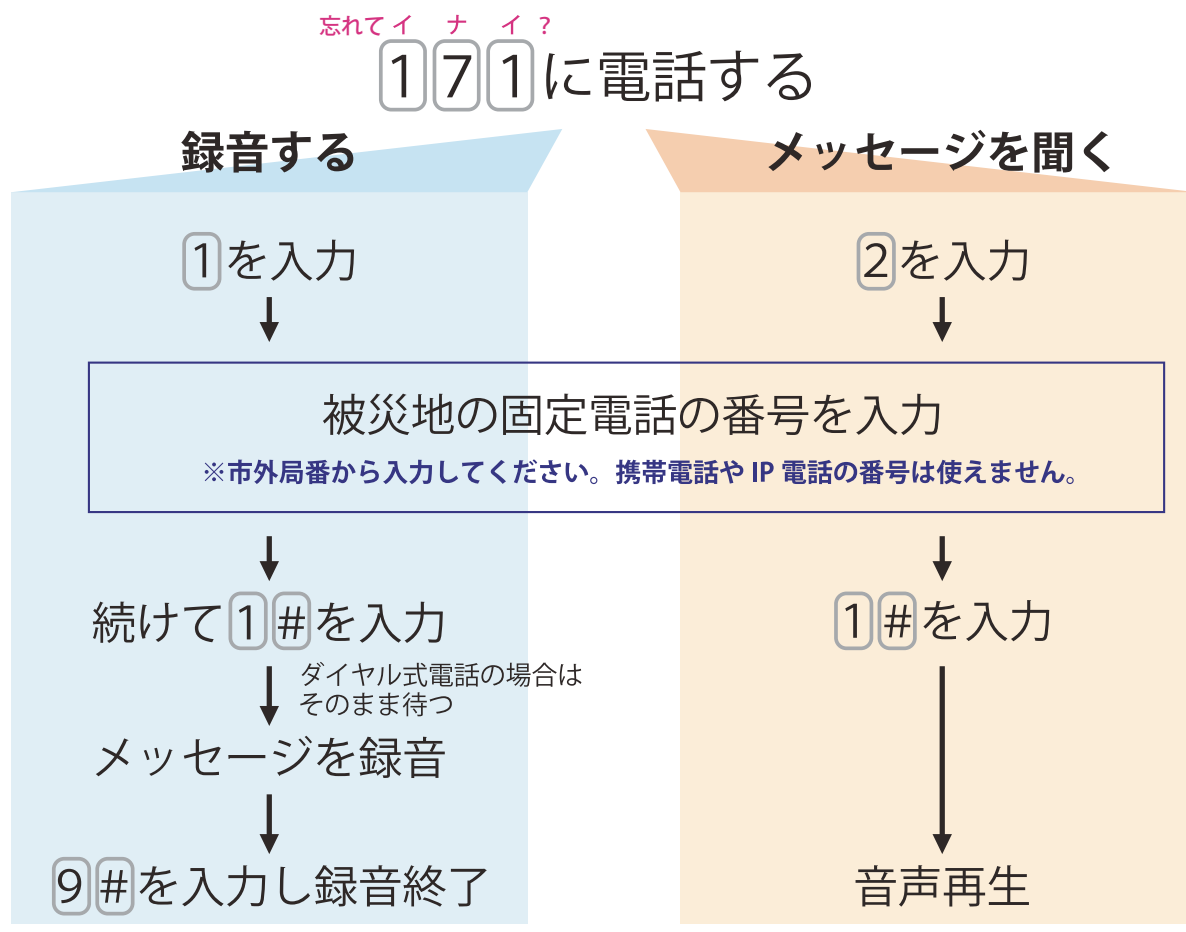 忘れてイナイ?
171に電話する
録音する
1を入力
メッセージを聞く
2を入力
被災地の固定電話の番号を入力
※市外局番から入力してください。携帯電話や IP 電話の番号は使えません。
続けて1#を入力
ダイヤル式電話の場合は
そのまま待つ
メッセージを録音
9#を入力し録音終了
1#を入力
音声再生